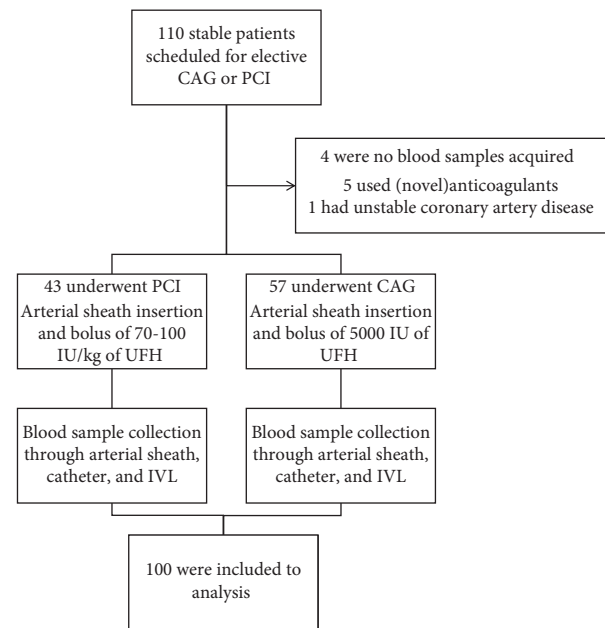 110 stable patients
scheduled for elective
CAG or PCI
4 were no blood samples acquired
5 used (novel)anticoagulants
1 had unstable coronary artery disease
43 underwent PCI
Arterial sheath insertion
and bolus of 70-100
IU/kg of UFH
57 underwent CAG
Arterial sheath insertion
and bolus of 5000 IU of
UFH
Blood sample collection
through arterial sheath,
catheter, and IVL
Blood sample collection
through arterial sheath,
catheter, and IVL
100 were included to
analysis